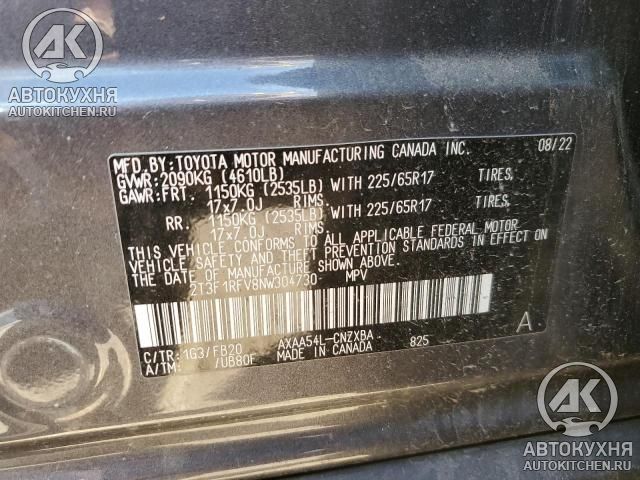 АК
АВТОКУХНЯ
AUTOKITCHEN.RU
MFD.BY:TOYOTA MOTOR MANUFACTURING CANADA INC. 08/22
GVWR:2090KG (4610LB)
GAWR:FRT. 1150KG (2535LB) WITH 225/65R17 TIRES.
17x7.0J RIMS.
RR. 1150KG (2535LB) WITH 225/65R17 TIRES.
17x7.0J RIMS.
THIS VEHICLE CONFORMS TO ALL APPLICABLE FEDERAL MOTOR
VEHICLE SAFETY AND THEFT PREVENTION STANDARDS IN EFFECT ON
THE DATE OF MANUFACTURE SHOWN ABOVE.
2T3F1RFV8NW304730 MPV
C/TR:1G3/FB20 AXAA54L-CNZXBA 825 A
A/TM: /UB80F MADE IN CANADA
АК
АВТОКУХНЯ
AUTOKITCHEN.RU